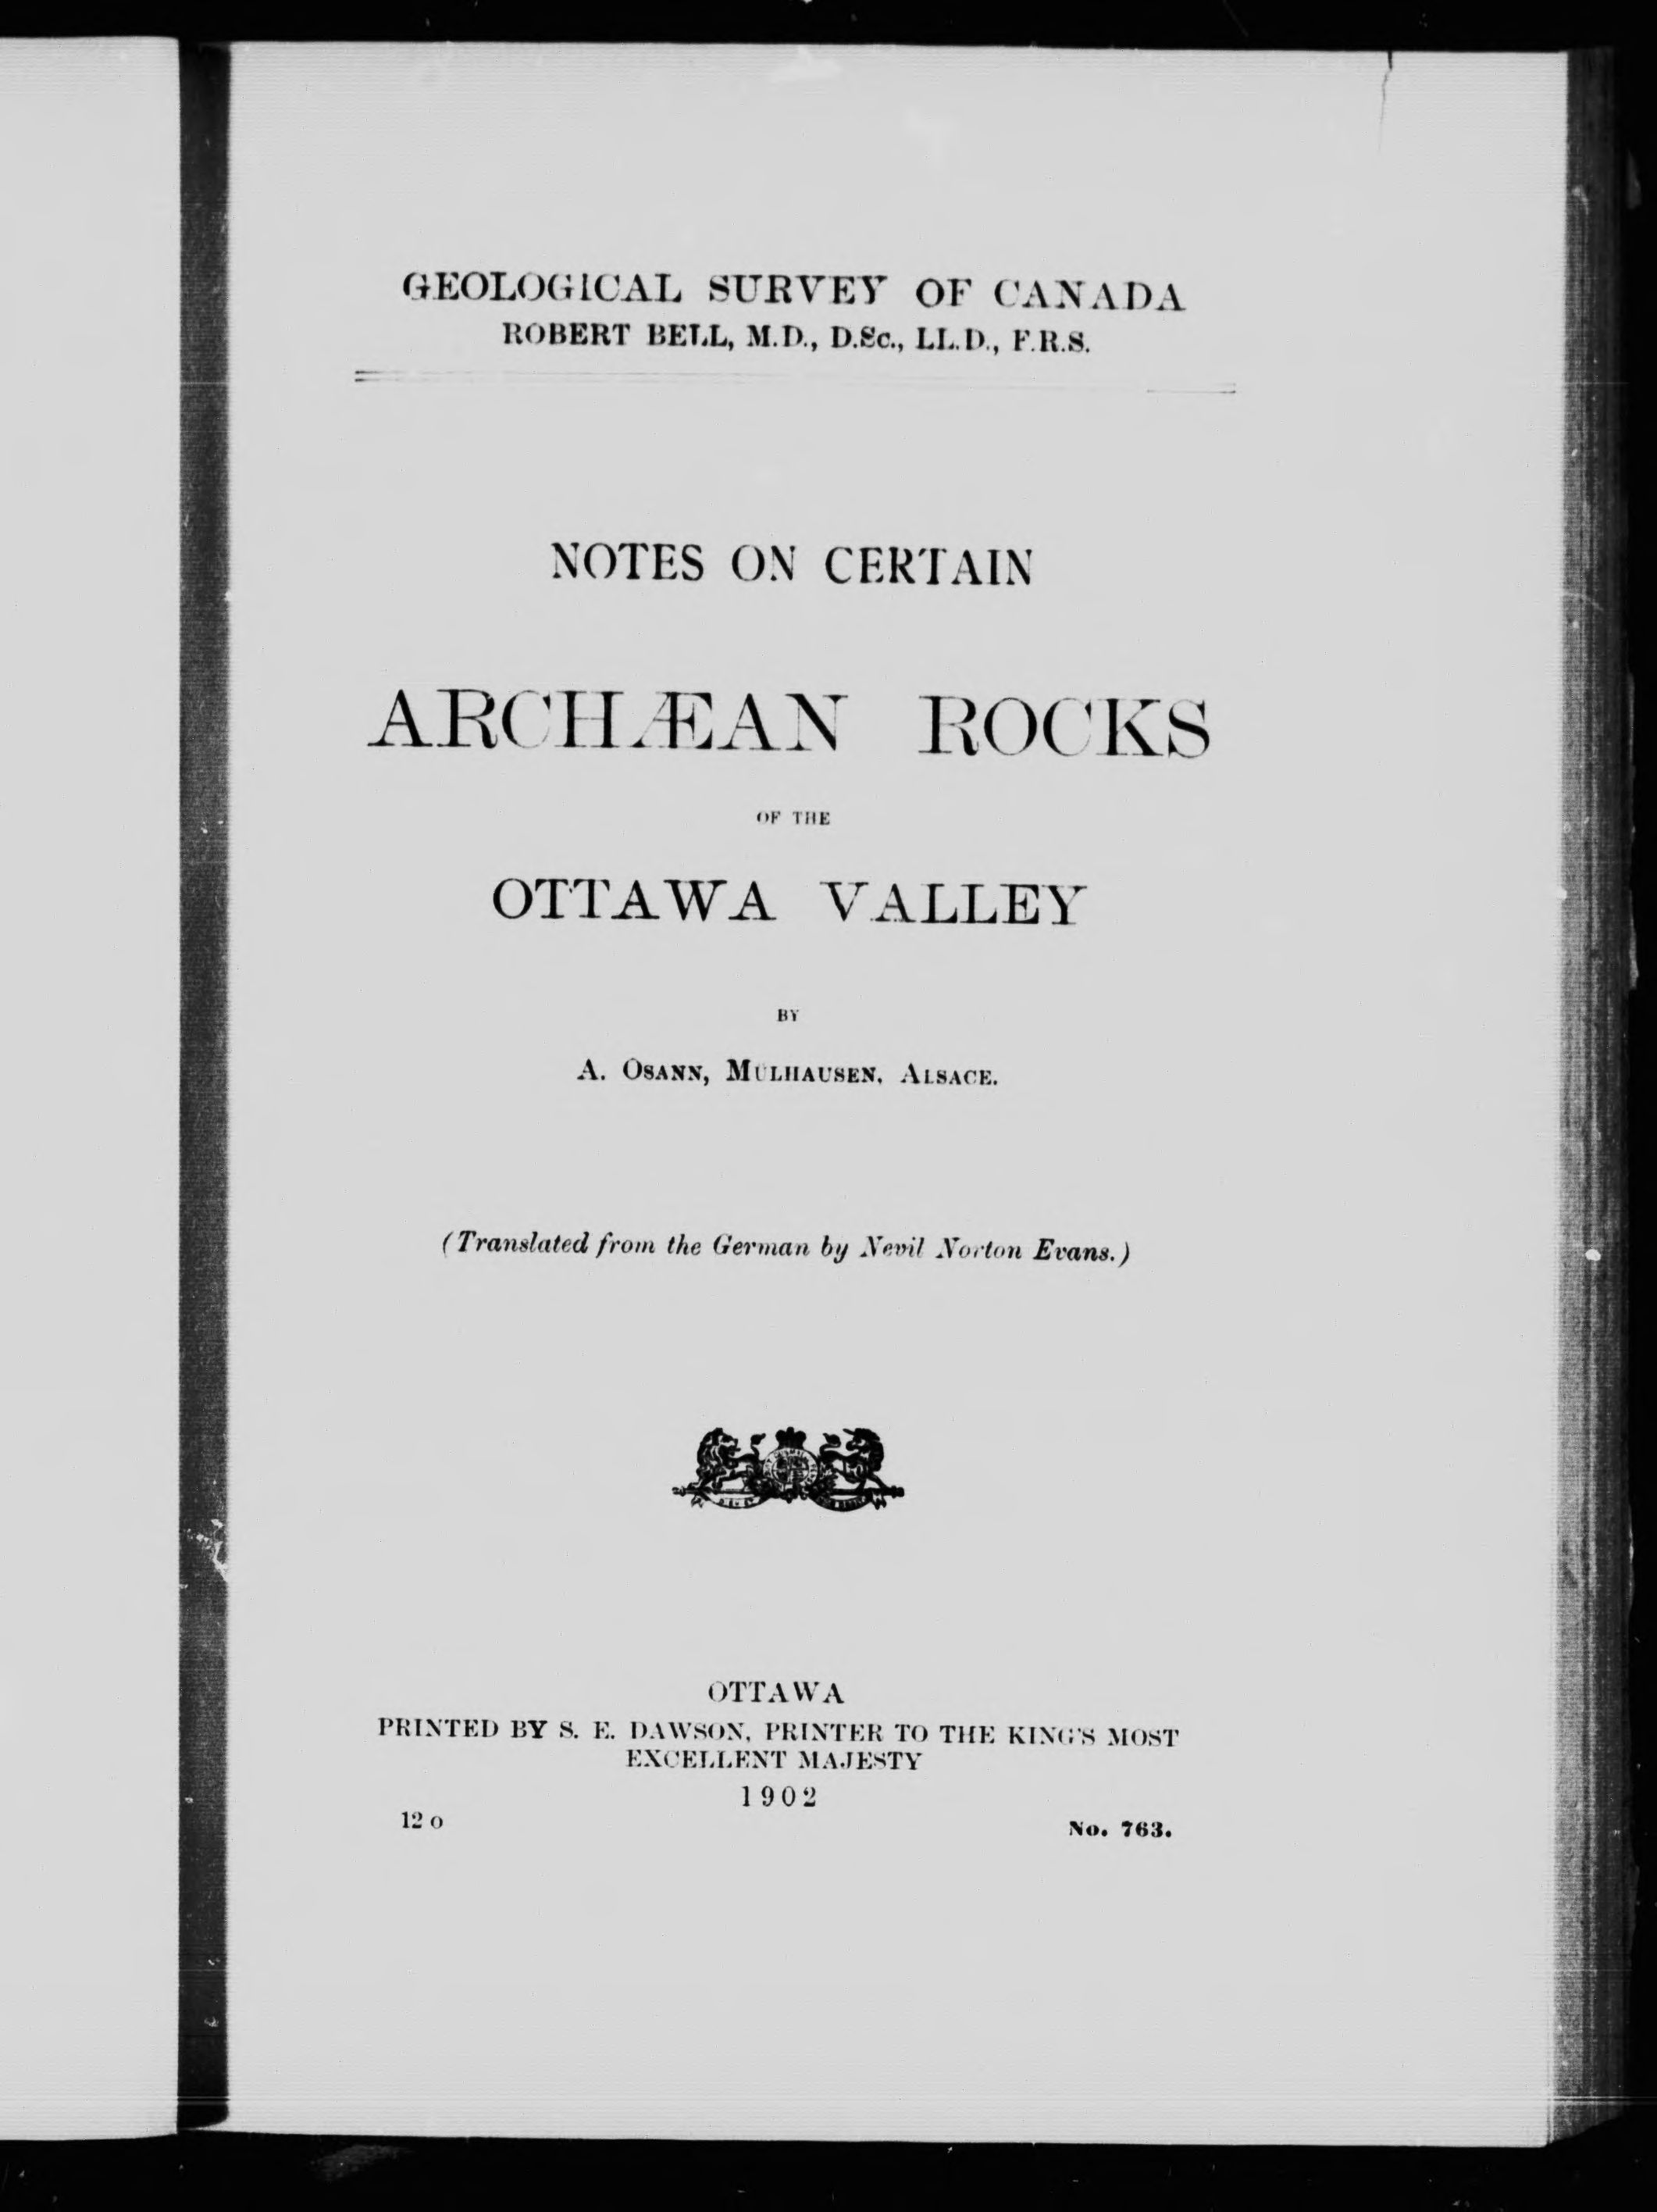 GEOLOGICAL SURVEY OF CANADA
ROBERT BELL, M.D., D.Sc., LL.D., F.R.S.
NOTES ON CERTAIN
ARCHÆAN ROCKS
OF THE
OTTAWA VALLEY
BY
A. OSANN, MÜLHAUSEN, ALSACE.
(Translated from the German by Nevil Norton Evans.)
OTTAWA
PRINTED BY S. E. DAWSON, PRINTER TO THE KING'S MOST
EXCELLENT MAJESTY
1902
12 o
No. 763.